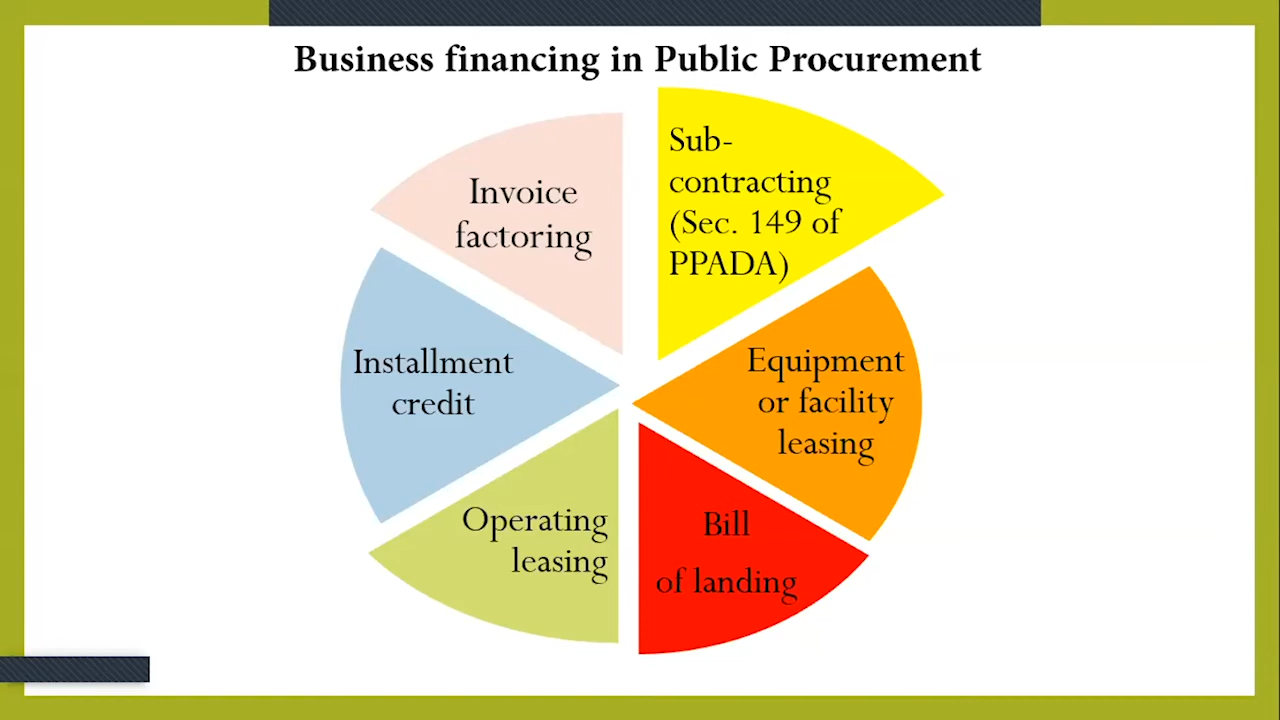 Business financing in Public Procurement
Sub-
contracting
(Sec. 149 of
PPADA)
Equipment
or facility
leasing
Bill
of landing
Operating
leasing
Installment
credit
Invoice
factoring